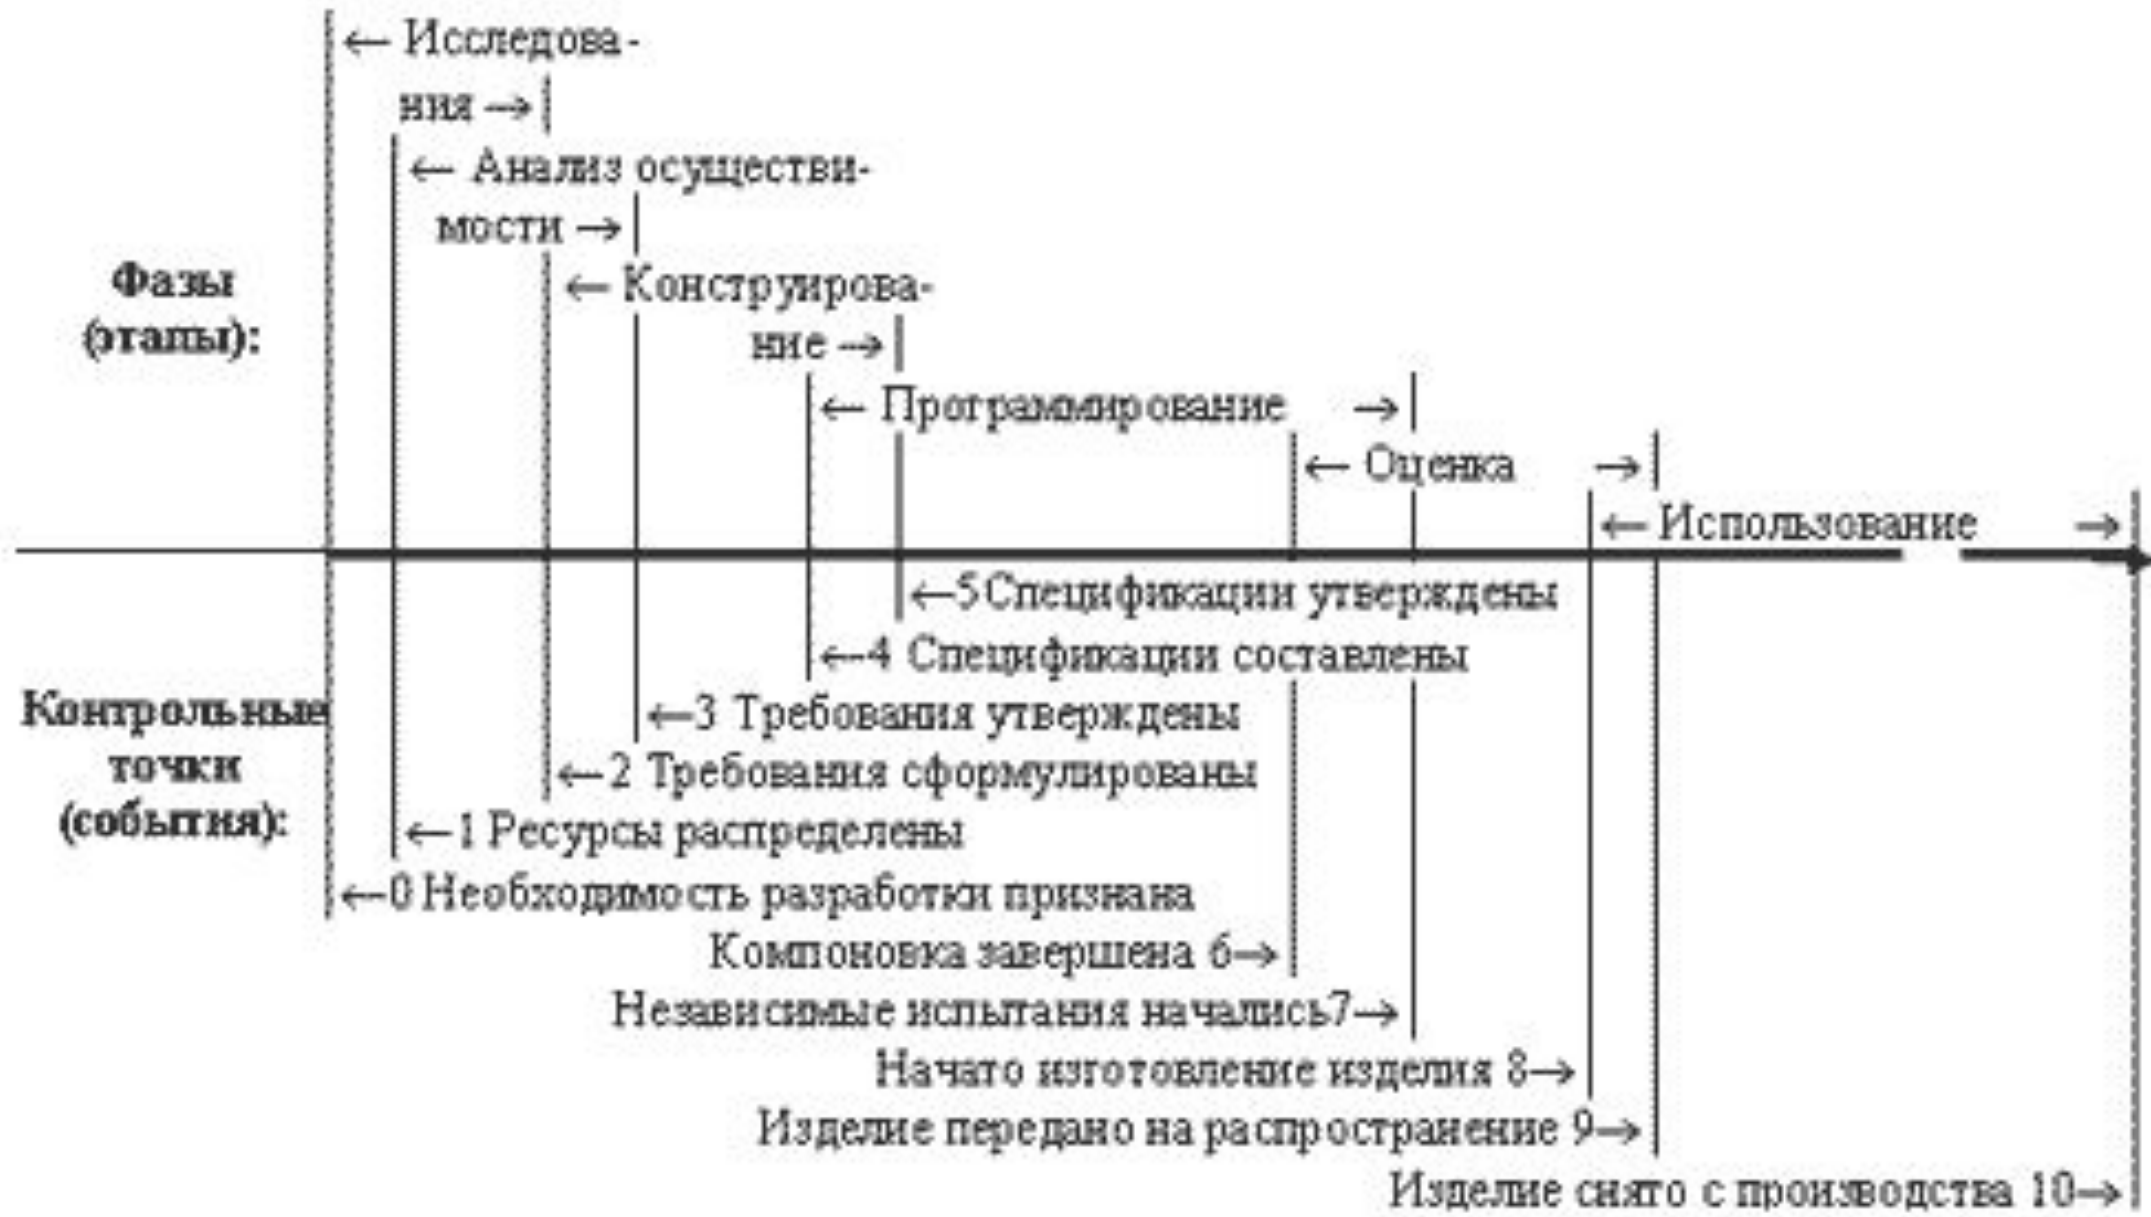 ← Исследова-
ния →
← Анализ осуществи-
мости →
Фазы
(этапы):
← Конструирова-
ние →
← Программирование →
← Оценка →
← Использование →
←5 Спецификации утверждены
←4 Спецификации составлены
Контрольные
точки
(события):
←3 Требования утверждены
←2 Требования сформулированы
←1 Ресурсы распределены
←0 Необходимость разработки признана
Компоновка завершена 6→
Независимые испытания начались7→
Начато изготовление изделия 8→
Изделие передано на распространение 9→
Изделие снято с производства 10→